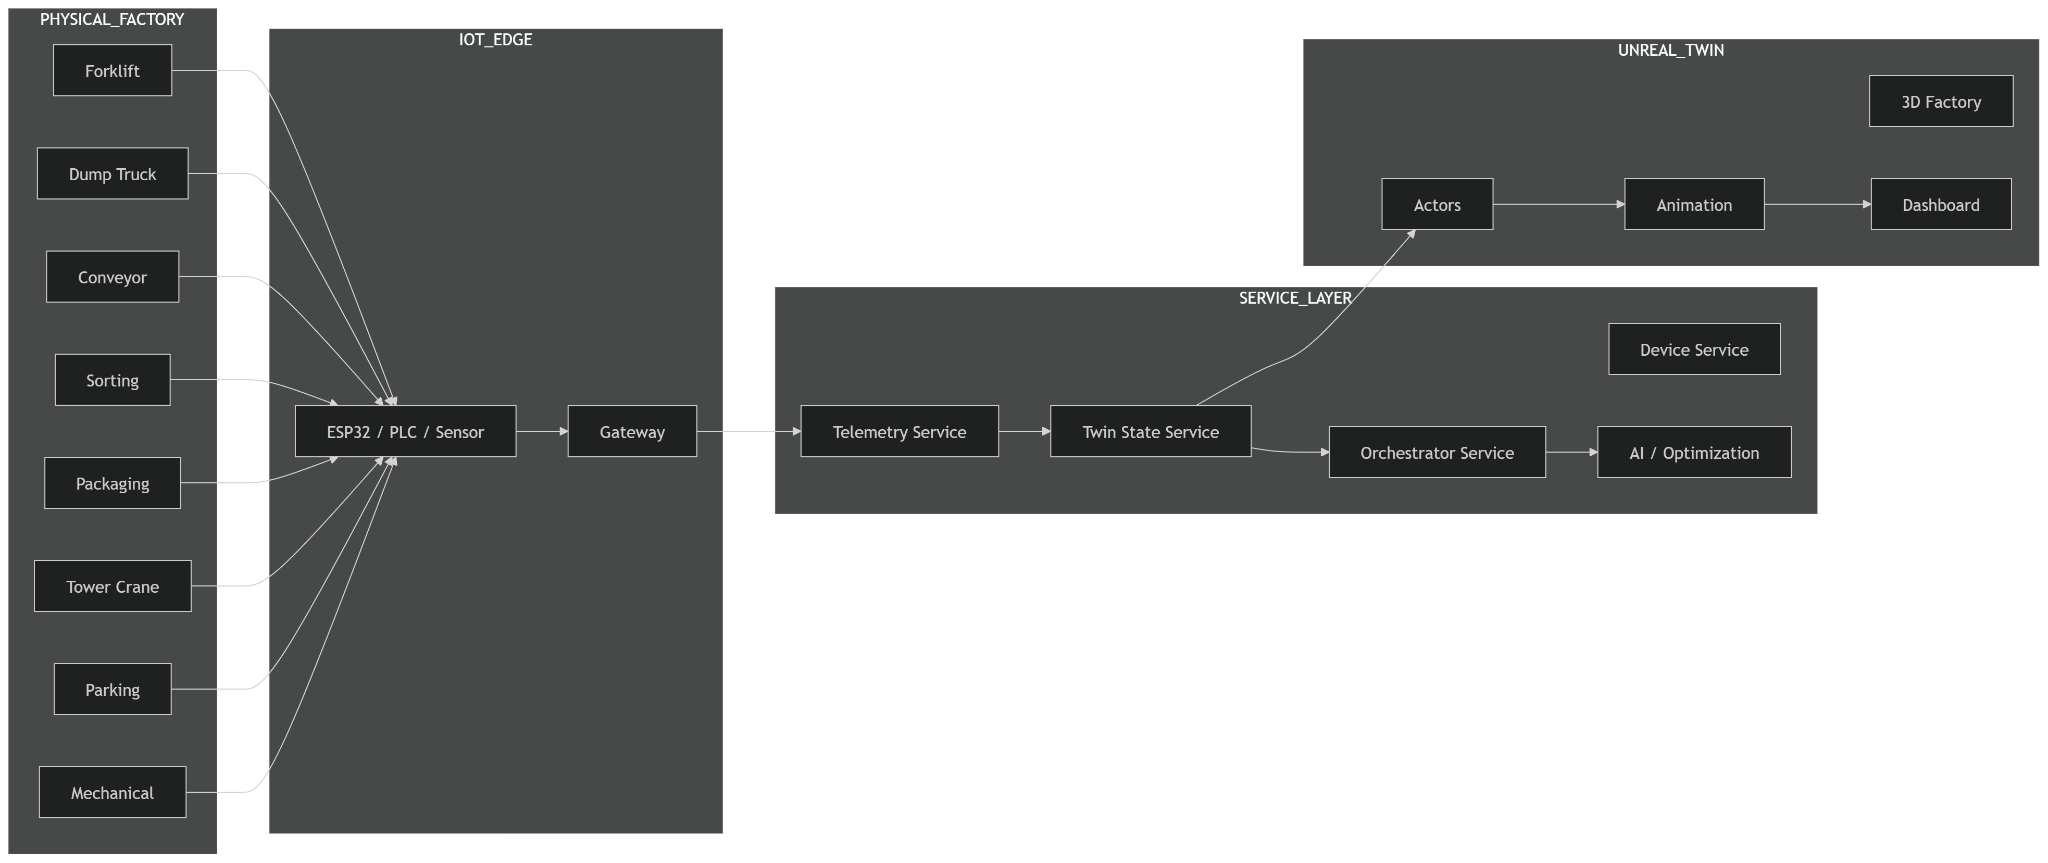 PHYSICAL_FACTORY
Forklift
Dump Truck
Conveyor
Sorting
Packaging
Tower Crane
Parking
Mechanical
IOT_EDGE
ESP32 / PLC / Sensor
Gateway
SERVICE_LAYER
Telemetry Service
Twin State Service
Device Service
Orchestrator Service
AI / Optimization
UNREAL_TWIN
3D Factory
Actors
Animation
Dashboard